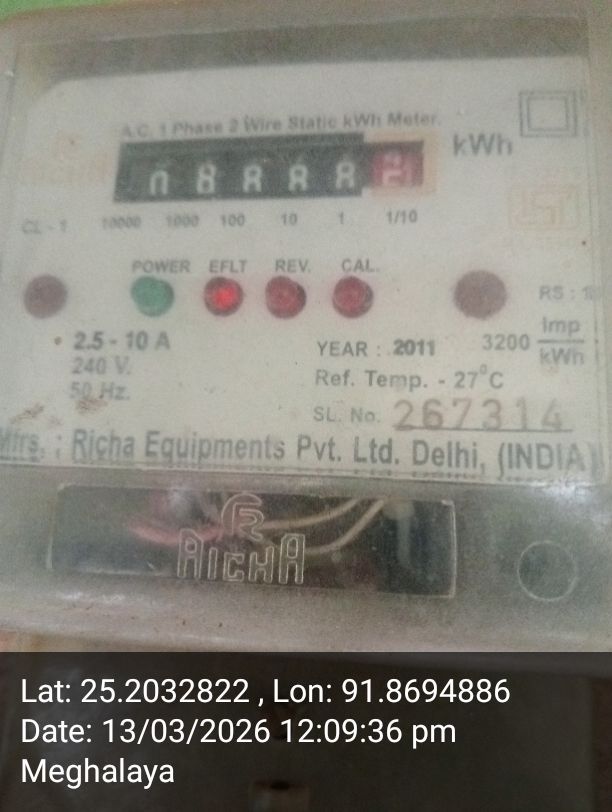 A.C. 1 Phase 2 Wire Static kWh Meter.
kWh
CL - 1
10000 1000 100 10 1 1/10
POWER EFLT REV. CAL.
RS :
2.5 - 10 A
240 V.
50 Hz.
YEAR : 2011
3200 Imp/kWh
Ref. Temp. - 27°C
SL. No. 267314
Mfrs. : Richa Equipments Pvt. Ltd. Delhi, (INDIA)
RICHA
Lat: 25.2032822 , Lon: 91.8694886
Date: 13/03/2026 12:09:36 pm
Meghalaya